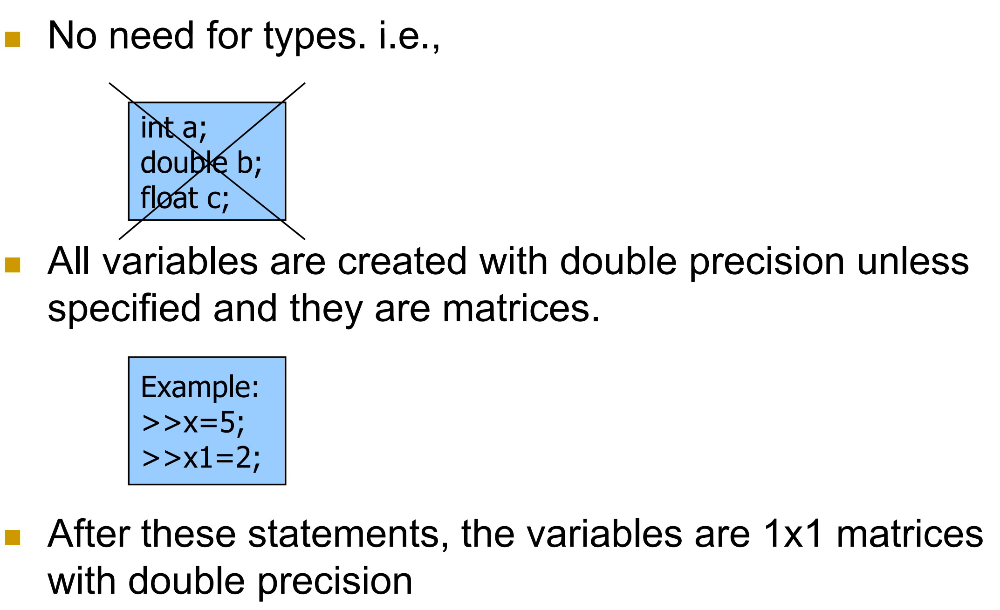 No need for types. i.e.,
int a;
double b;
float c;
All variables are created with double precision unless
specified and they are matrices.
Example:
>>x=5;
>>x1=2;
After these statements, the variables are 1x1 matrices
with double precision